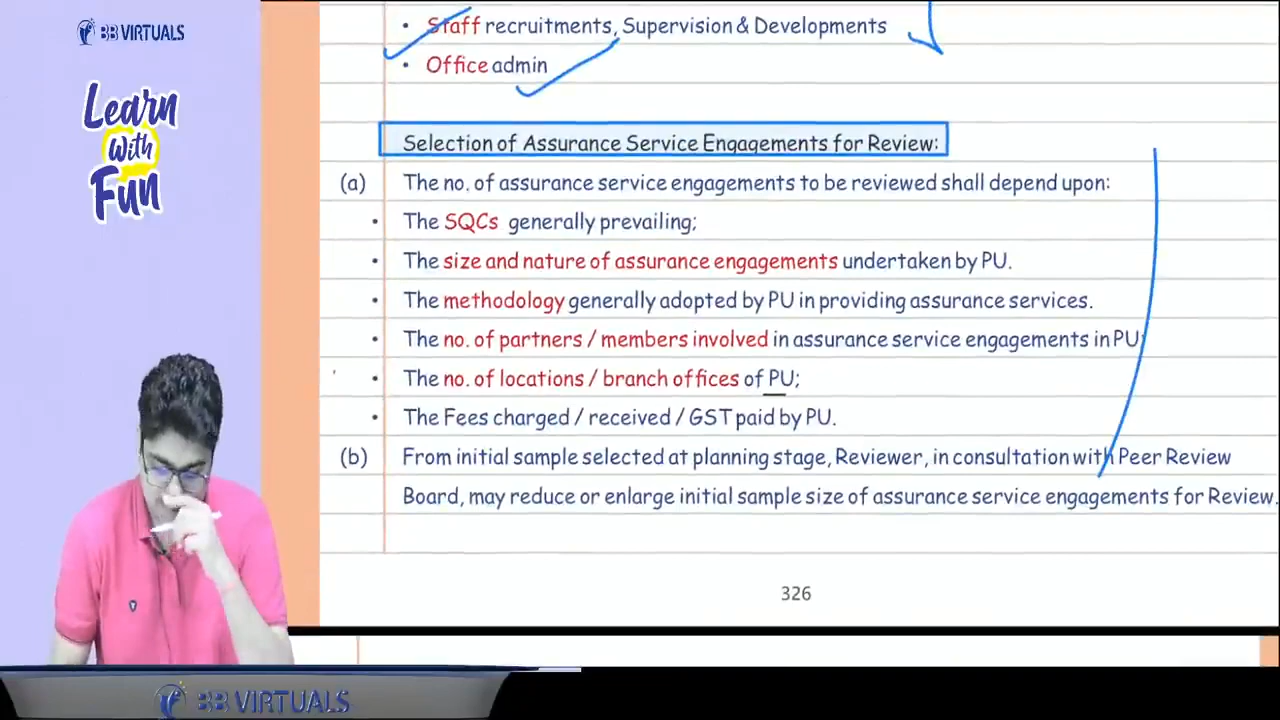 BB VIRTUALS
Learn
With
Fun
• Staff recruitments, Supervision & Developments
• Office admin
Selection of Assurance Service Engagements for Review:
(a) The no. of assurance service engagements to be reviewed shall depend upon:
• The SQCs generally prevailing;
• The size and nature of assurance engagements undertaken by PU.
• The methodology generally adopted by PU in providing assurance services.
• The no. of partners / members involved in assurance service engagements in PU;
• The no. of locations / branch offices of PU;
• The Fees charged / received / GST paid by PU.
(b) From initial sample selected at planning stage, Reviewer, in consultation with Peer Review
Board, may reduce or enlarge initial sample size of assurance service engagements for Review.
326
BB VIRTUALS